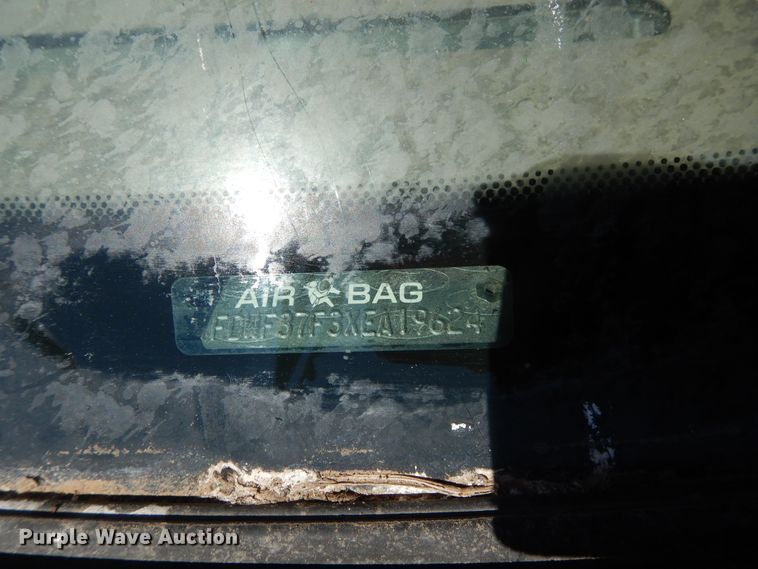 AIR BAG
FDWF37F3XEA19624
Purple Wave Auction